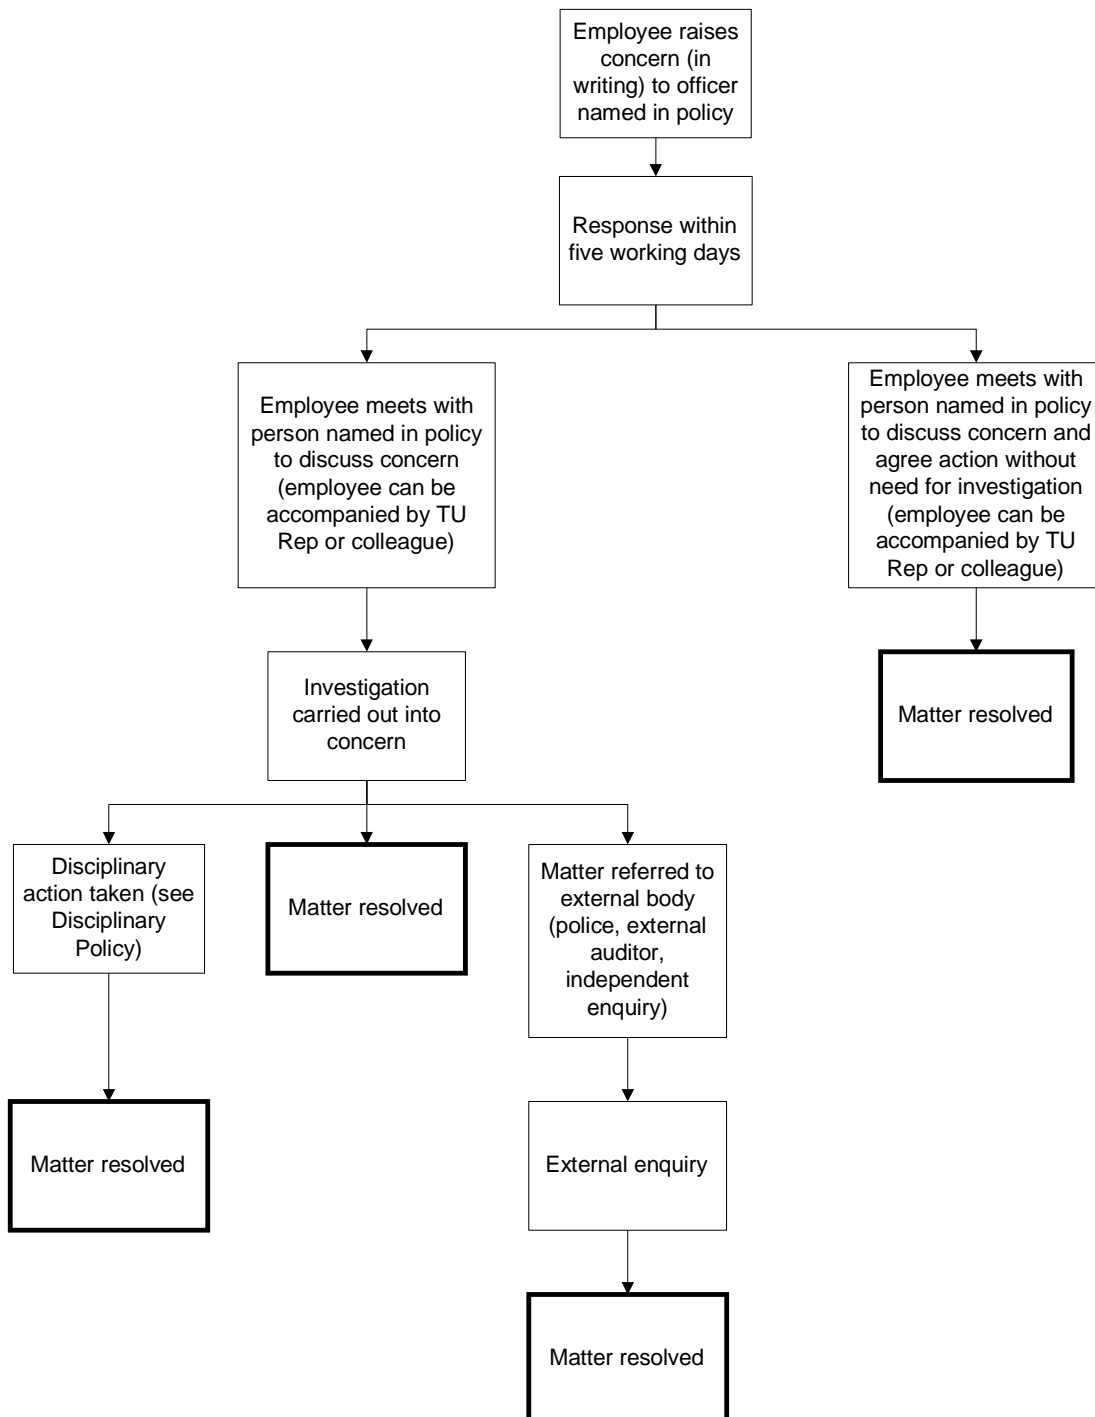 Employee raises
concern (in
writing) to officer
named in policy
Response within
five working days
Employee meets with
person named in policy
to discuss concern
(employee can be
accompanied by TU
Rep or colleague)
Employee meets with
person named in policy
to discuss concern and
agree action without
need for investigation
(employee can be
accompanied by TU
Rep or colleague)
Investigation
carried out into
concern
Matter resolved
Disciplinary
action taken (see
Disciplinary
Policy)
Matter resolved
Matter referred to
external body
(police, external
auditor,
independent
enquiry)
Matter resolved
External enquiry
Matter resolved